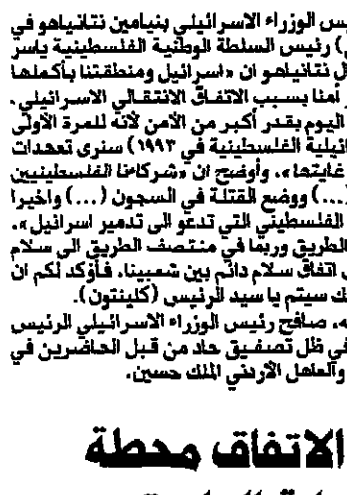 يس الوزراء الاسرائيلي بنيامين نتانياهو في
) رئيس السلطة الوطنية الفلسطينية ياسر
ال نتانياهو ان «اسرائيل ومنطقتنا بأكملها
ر أمنا بسبب الاتفاق الانتقالي الاسرائيلي.
اليوم بقدر أكبر من الأمن لأنه للمرة الأولى
ائيلية الفلسطينية في ١٩٩٣) سنرى تعهدات
غايتها»، وأوضح ان «شركاءنا الفلسطينيين
(...) ووضع القتلة في السجون (...) واخيرا
الفلسطيني التي تدعو الى تدمير اسرائيل».
الطريق وربما في منتصف الطريق الى سلام
ى اتفاق سلام دائم بين شعبينا. فأؤكد لكم ان
ك سيتم يا سيد الرئيس (كلينتون).
ه، صافح رئيس الوزراء الاسرائيلي الرئيس
في ظل تصفيق حاد من قبل الحاضرين في
والعاهل الأردني الملك حسين.
الاتفاق محطة